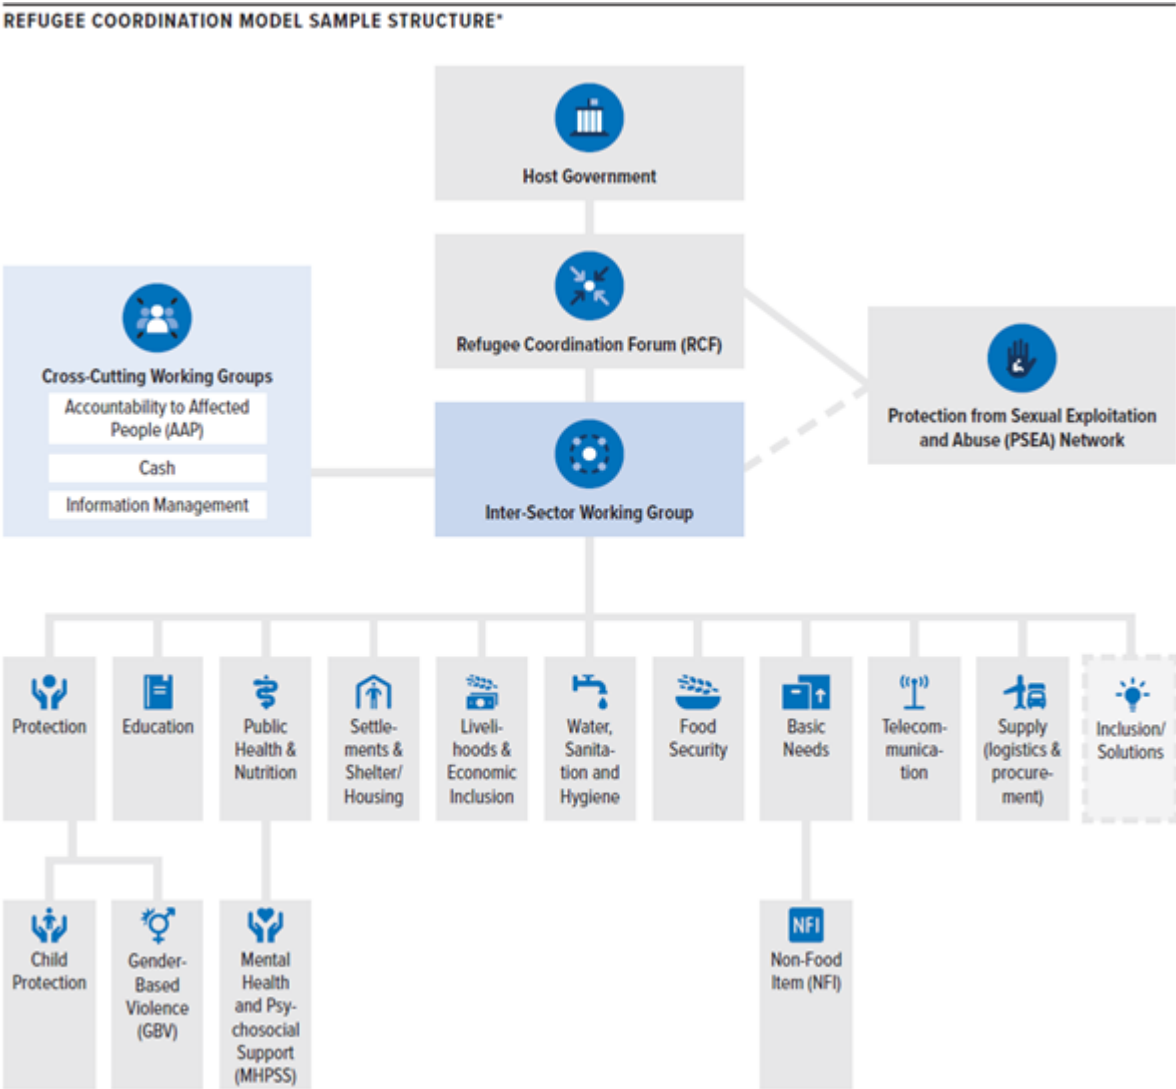 REFUGEE COORDINATION MODEL SAMPLE STRUCTURE*
Host Government
Refugee Coordination Forum (RCF)
Cross-Cutting Working Groups
Accountability to Affected
People (AAP)
Cash
Information Management
Inter-Sector Working Group
Protection from Sexual Exploitation
and Abuse (PSEA) Network
Protection
Education
Public
Health &
Nutrition
Settle-
ments &
Shelter/
Housing
Liveli-
hoods &
Economic
Inclusion
Water,
Sanita-
tion and
Hygiene
Food
Security
Basic
Needs
Telecom-
munica-
tion
Supply
(logistics &
procure-
ment)
Inclusion/
Solutions
Child
Protection
Gender-
Based
Violence
(GBV)
Mental
Health
and Psy-
chosocial
Support
(MHPSS)
NFI
Non-Food
Item (NFI)